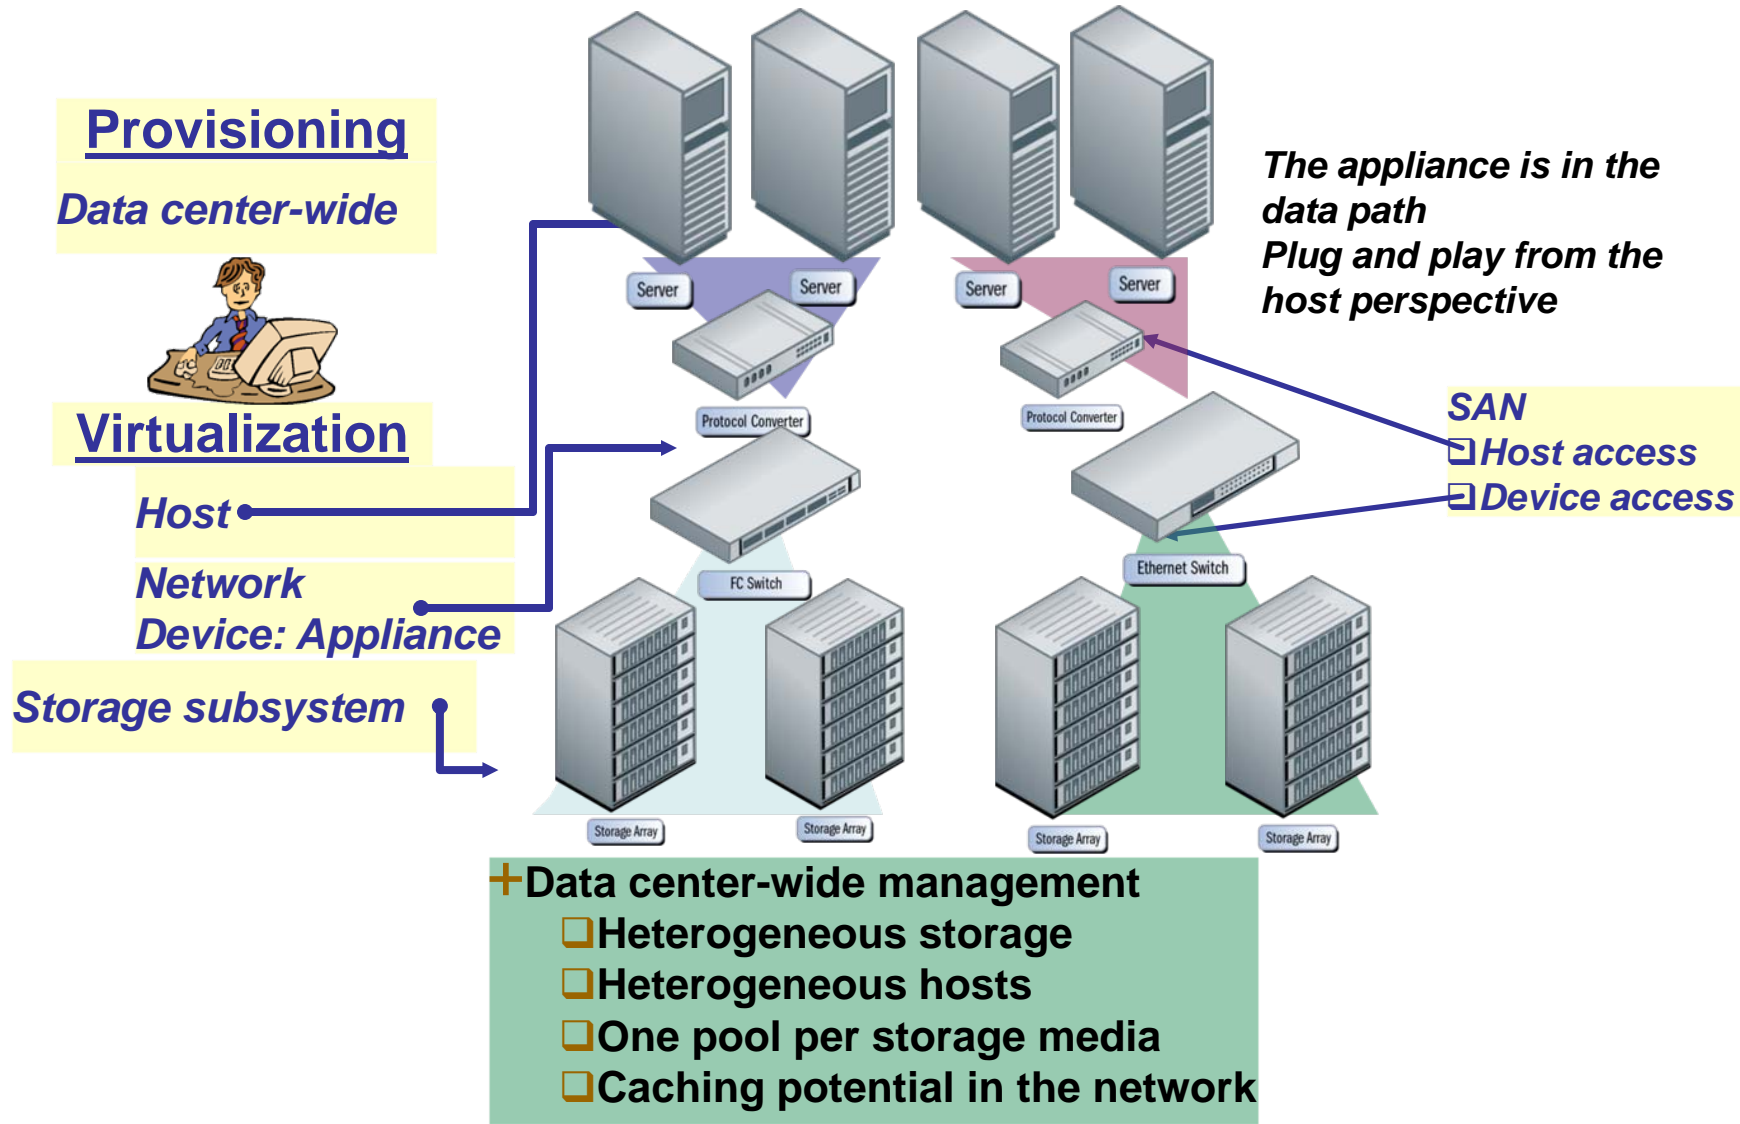 Provisioning
Data center-wide
Virtualization
Host
Network
Device: Appliance
Storage subsystem
Server
Server
Server
Server
Protocol Converter
Protocol Converter
FC Switch
Ethernet Switch
Storage Array
Storage Array
Storage Array
Storage Array
The appliance is in the
data path
Plug and play from the
host perspective
SAN
❑Host access
❑Device access
+Data center-wide management
❑Heterogeneous storage
❑Heterogeneous hosts
❑One pool per storage media
❑Caching potential in the network